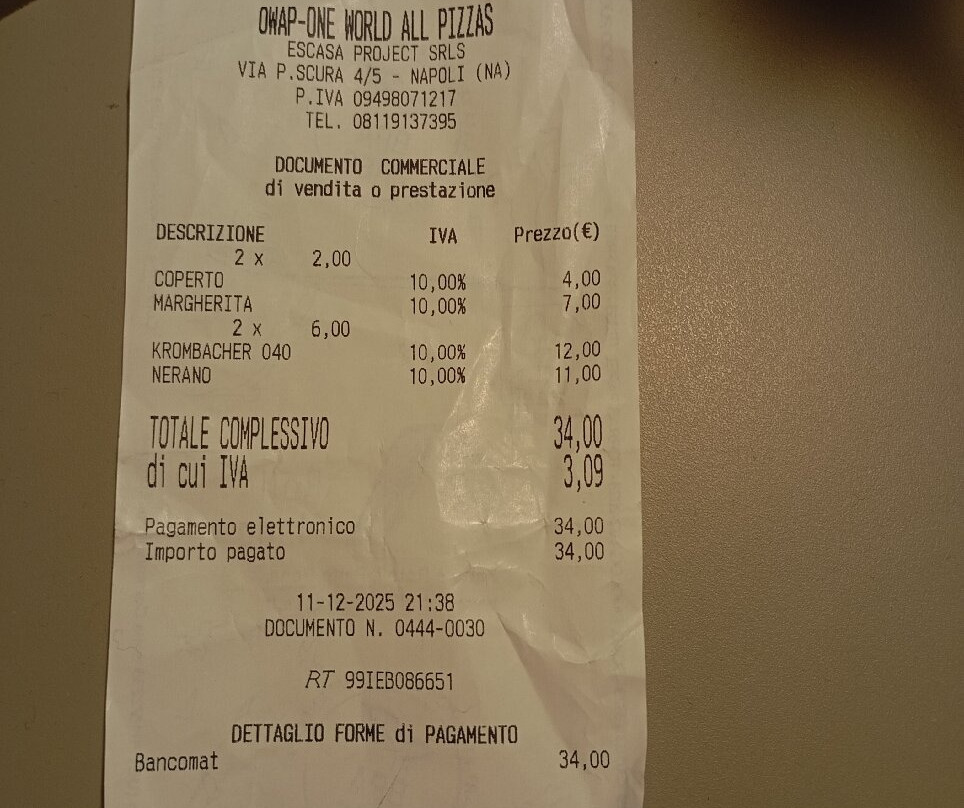 OWAP-ONE WORLD ALL PIZZAS
ESCASA PROJECT SRLS
VIA P.SCURA 4/5 - NAPOLI (NA)
P.IVA 09498071217
TEL. 08119137395
DOCUMENTO COMMERCIALE
di vendita o prestazione
DESCRIZIONE IVA Prezzo(€)
2 x 2,00
COPERTO 10,00% 4,00
MARGHERITA 10,00% 7,00
2 x 6,00
KROMBACHER 040 10,00% 12,00
NERANO 10,00% 11,00
TOTALE COMPLESSIVO 34,00
di cui IVA 3,09
Pagamento elettronico 34,00
Importo pagato 34,00
11-12-2025 21:38
DOCUMENTO N. 0444-0030
RT 99IEB086651
DETTAGLIO FORME di PAGAMENTO
Bancomat 34,00